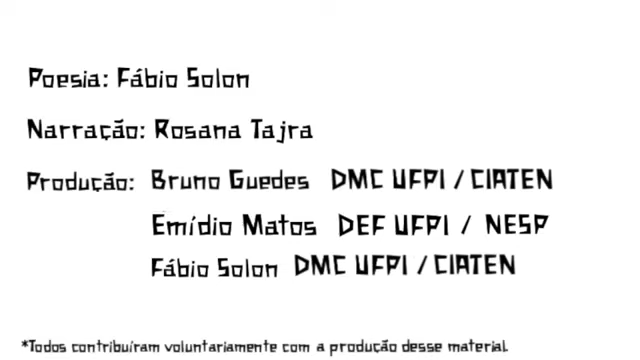 Poesia: Fábio Solon
Narração: Rosana Tajra
Produção: Bruno Guedes DMC UFPI / CIATEN
Emídio Matos DEF UFPI / NESP
Fábio Solon DMC UFPI / CIATEN
*Todos contribuíram voluntariamente com a produção desse material.